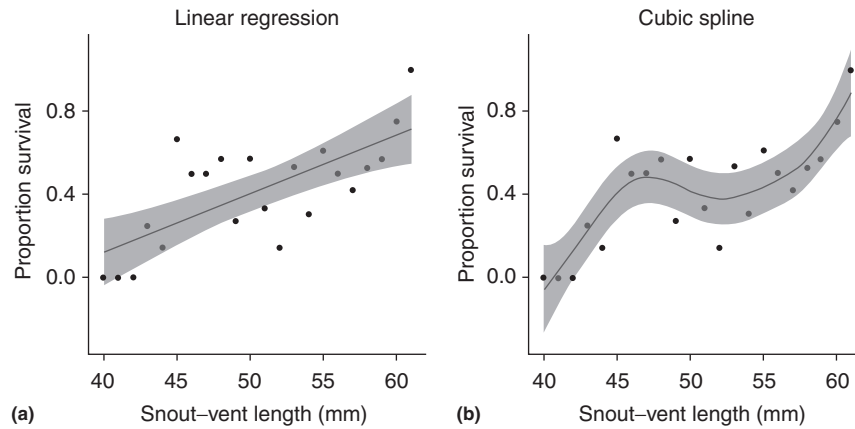 Linear regression
Proportion survival
0.8
0.4
0.0
40 45 50 55 60
Snout–vent length (mm)
(a)
Cubic spline
Proportion survival
0.8
0.4
0.0
40 45 50 55 60
Snout–vent length (mm)
(b)